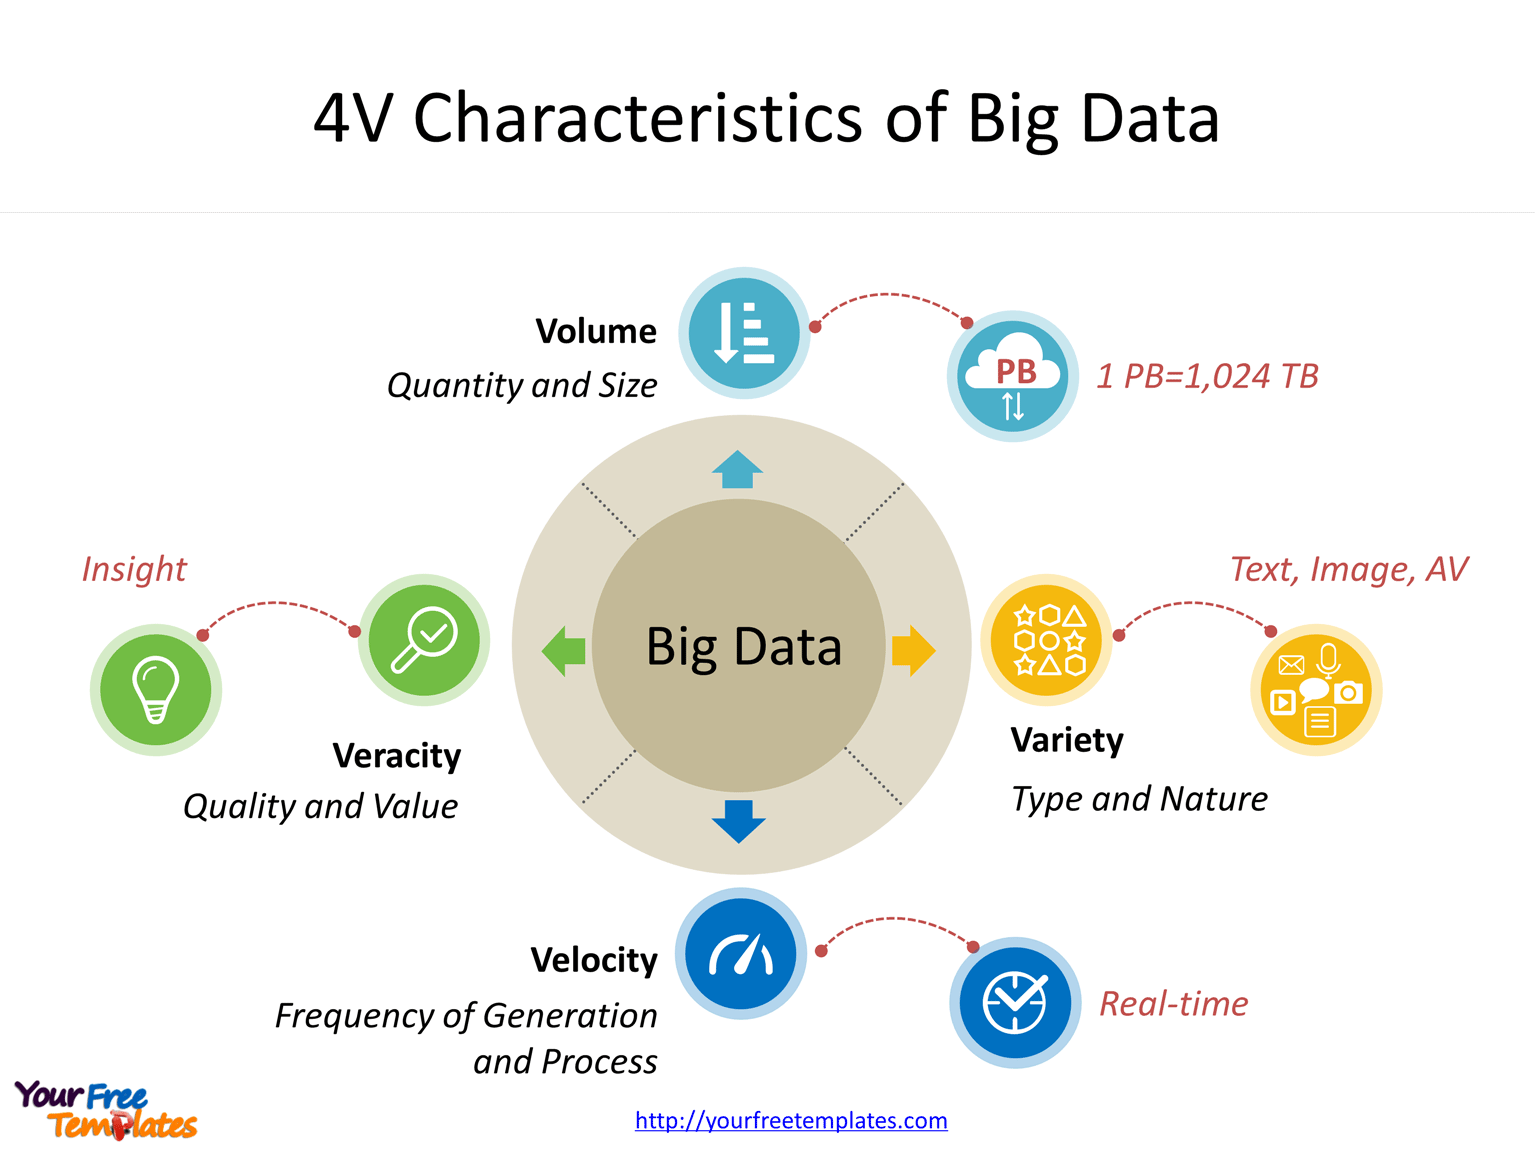 4V Characteristics of Big Data
Volume
Quantity and Size
PB
1 PB=1,024 TB
Insight
Text, Image, AV
Big Data
Veracity
Quality and Value
Variety
Type and Nature
Velocity
Frequency of Generation
and Process
Real-time
YourFree
Templates
http://yourfreetemplates.com